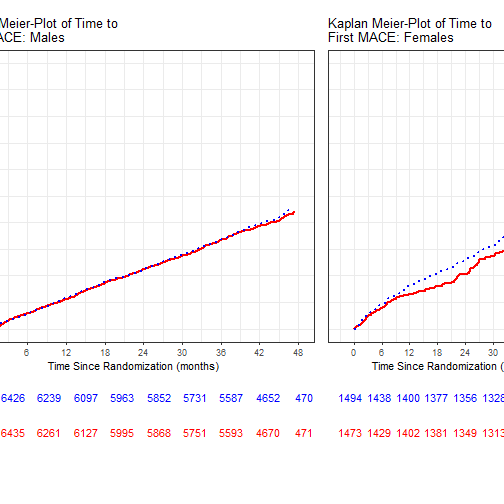 Meier-Plot of Time to
ACE: Males
6 12 18 24 30 36 42 48
Time Since Randomization (months)
6426 6239 6097 5963 5852 5731 5587 4652 470
6435 6261 6127 5995 5868 5751 5593 4670 471
Kaplan Meier-Plot of Time to
First MACE: Females
0 6 12 18 24 30
Time Since Randomization (
1494 1438 1400 1377 1356 1328
1473 1429 1402 1381 1349 1313